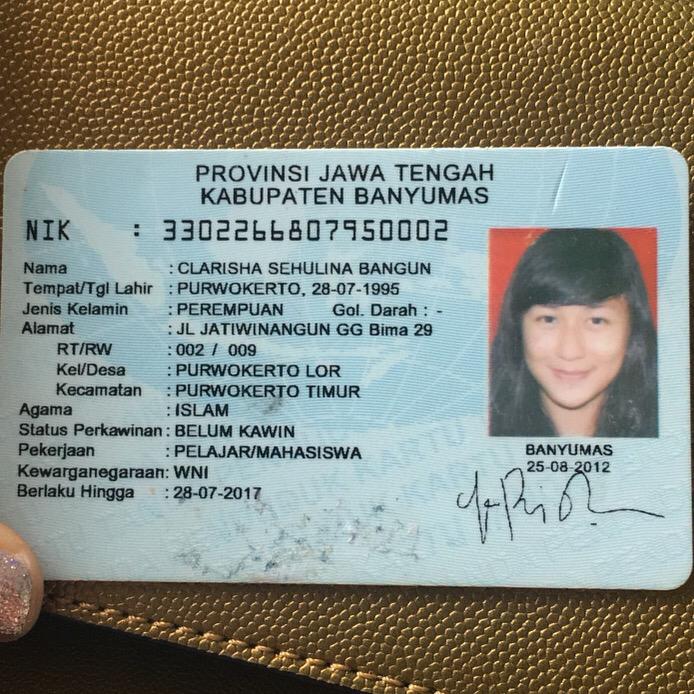 PROVINSI JAWA TENGAH
KABUPATEN BANYUMAS
NIK : 3302266807950002
Nama : CLARISHA SEHULINA BANGUN
Tempat/Tgl Lahir : PURWOKERTO, 28-07-1995
Jenis Kelamin : PEREMPUAN Gol. Darah : -
Alamat : JL JATIWINANGUN GG Bima 29
RT/RW : 002 / 009
Kel/Desa : PURWOKERTO LOR
Kecamatan : PURWOKERTO TIMUR
Agama : ISLAM
Status Perkawinan : BELUM KAWIN
Pekerjaan : PELAJAR/MAHASISWA
Kewarganegaraan : WNI
Berlaku Hingga : 28-07-2017
BANYUMAS
25-08-2012